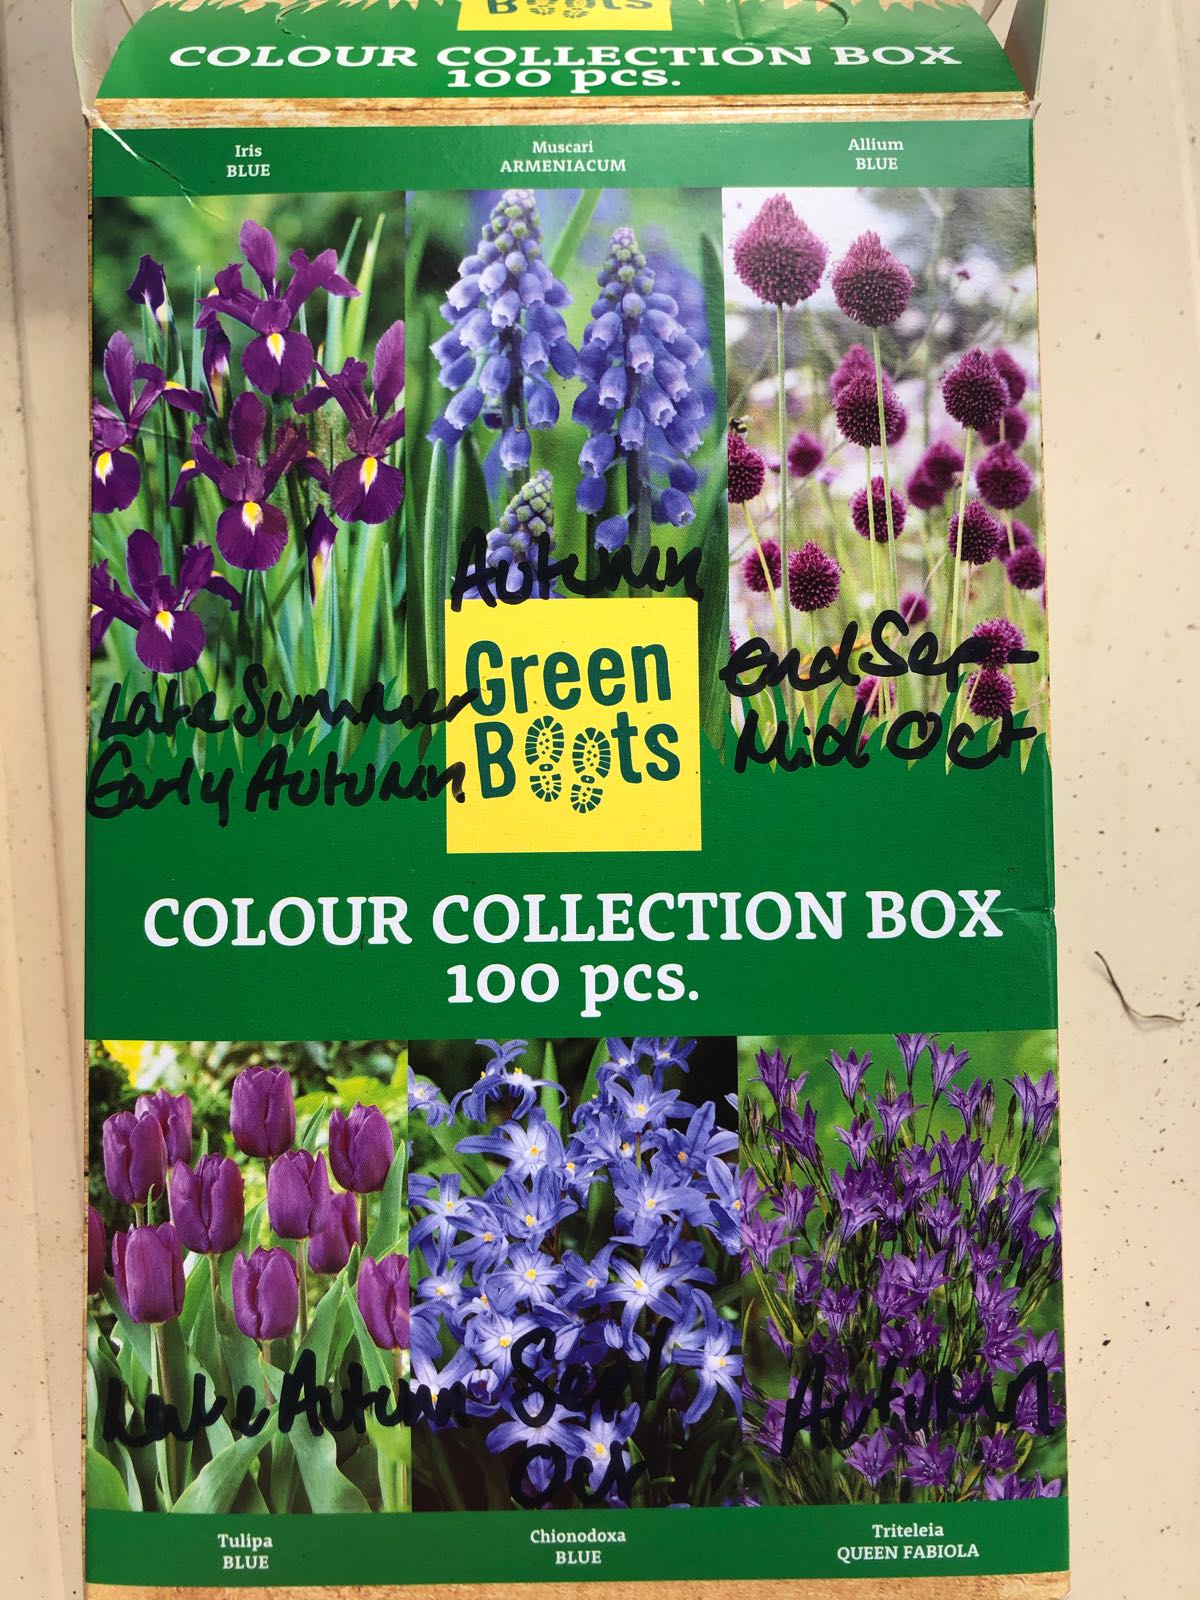 Boots
COLOUR COLLECTION BOX
100 pcs.
Iris
BLUE
Muscari
ARMENIACUM
Allium
BLUE
Autumn
Late Summer
Early Autumn
Green
Boots
End Sep-
Mid Oct
COLOUR COLLECTION BOX
100 pcs.
Late Autumn
Sep/
Oct
Autumn
Tulipa
BLUE
Chionodoxa
BLUE
Triteleia
QUEEN FABIOLA